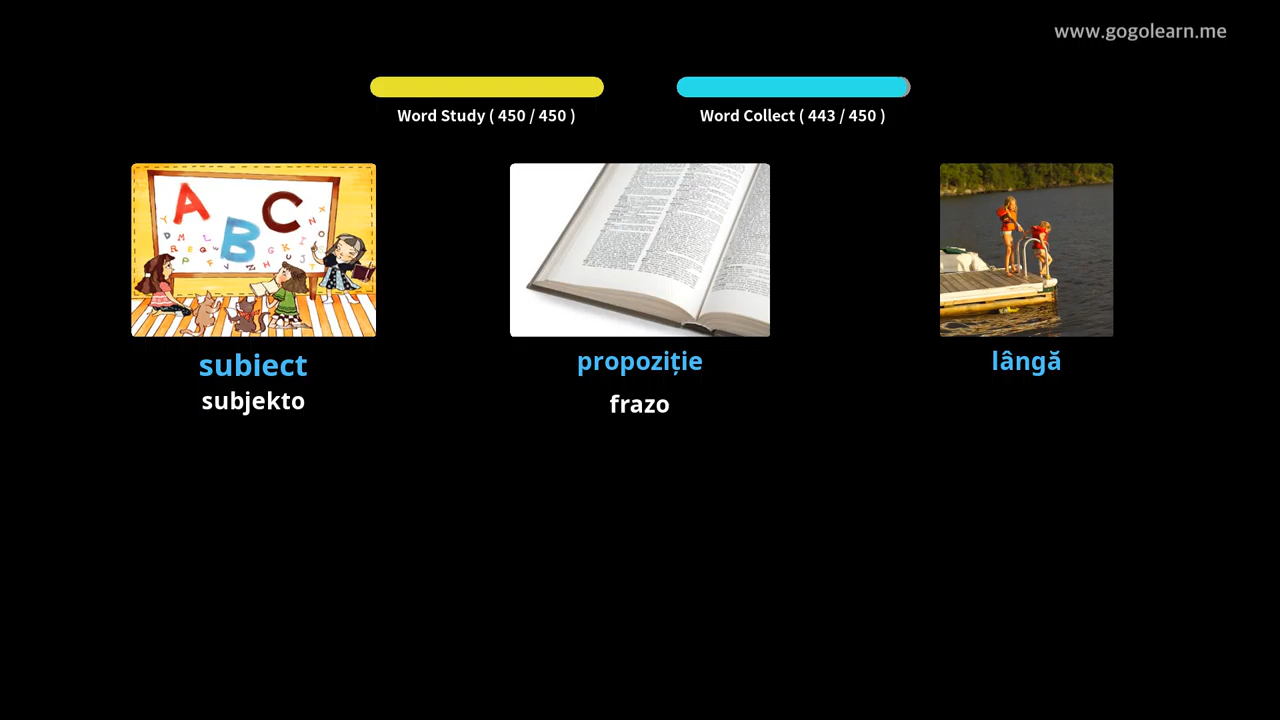 www.gogolearn.me
Word Study ( 450 / 450 )
Word Collect ( 443 / 450 )
A
B
C
subiect
propoziție
lângă
subjekto
frazo